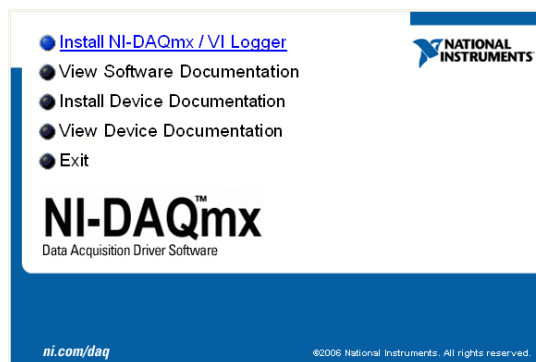 Install NI-DAQmx / VI Logger
NATIONAL
INSTRUMENTS
View Software Documentation
Install Device Documentation
View Device Documentation
Exit
NI-DAQ™mx
Data Acquisition Driver Software
ni.com/daq
©2006 National Instruments. All rights reserved.